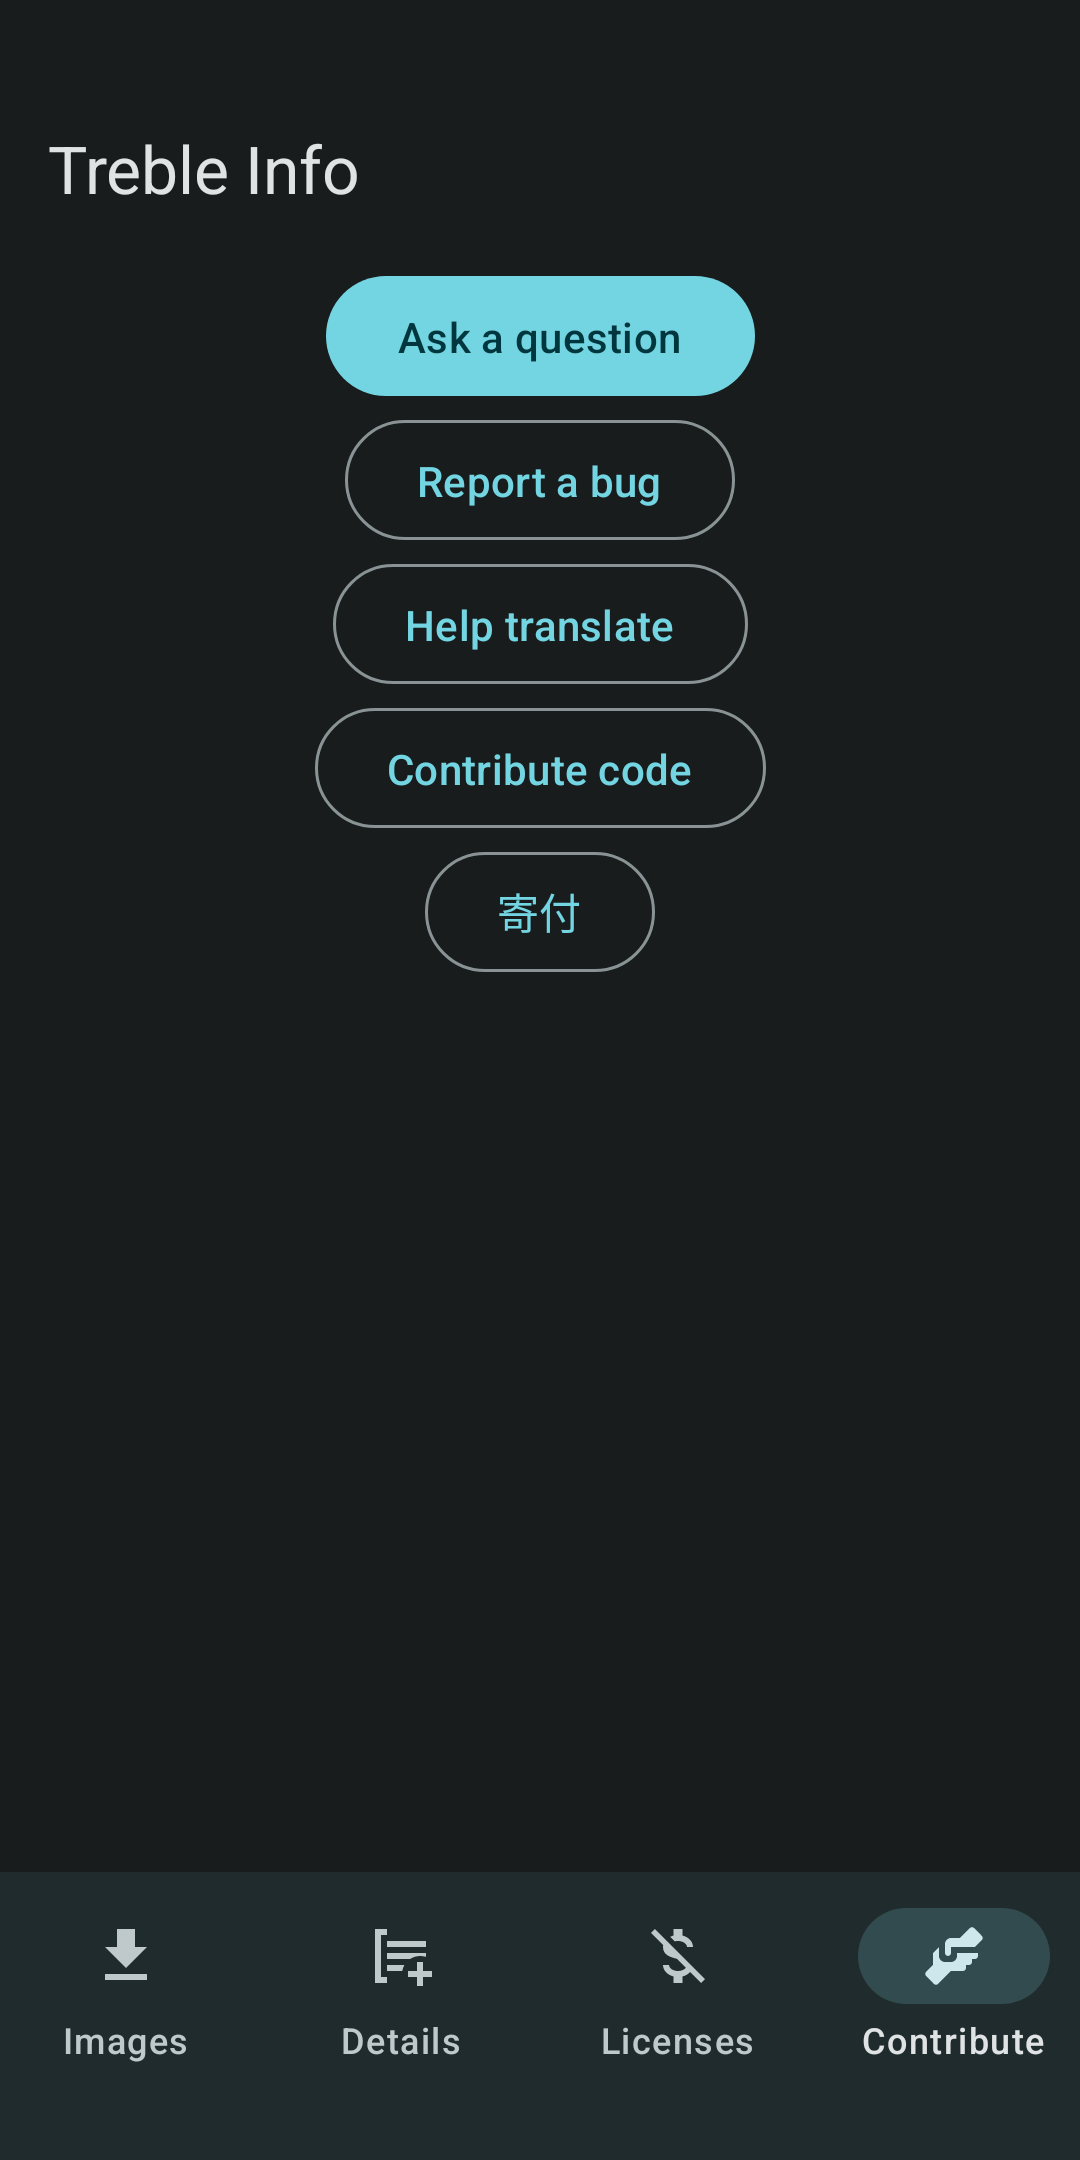 Treble Info
Ask a question
Report a bug
Help translate
Contribute code
寄付
Images
Details
Licenses
Contribute